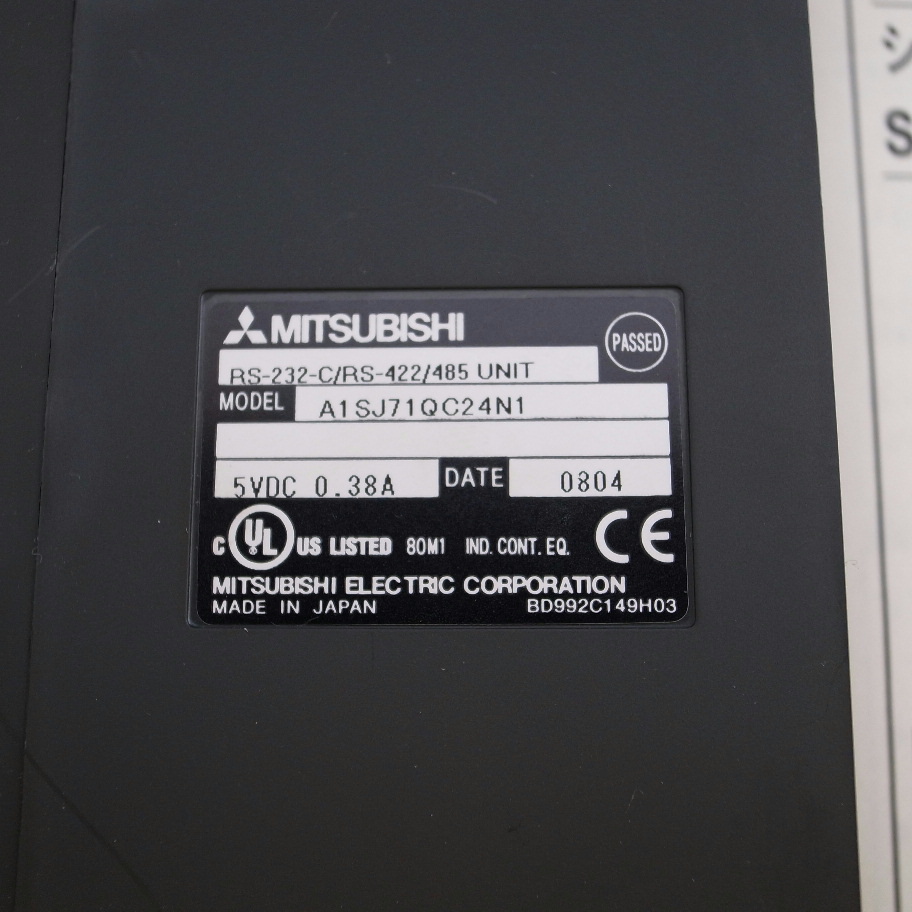 シ
S
MITSUBISHI
PASSED
RS-232-C/RS-422/485 UNIT
MODEL A1SJ71QC24N1
5VDC 0.38A DATE 0804
C UL US LISTED 80M1 IND. CONT. EQ. CE
MITSUBISHI ELECTRIC CORPORATION
MADE IN JAPAN BD992C149H03